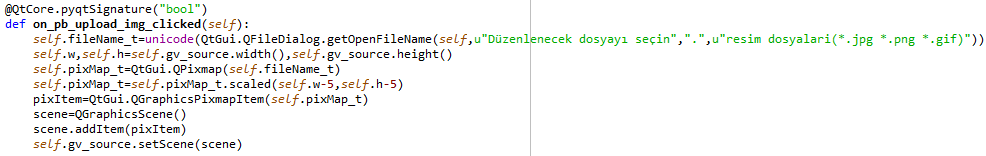 @QtCore.pyqtSignature("bool")
def on_pb_upload_img_clicked(self):
    self.fileName_t=unicode(QtGui.QFileDialog.getOpenFileName(self,u"Düzenlenecek dosyayı seçin",".",u"resim dosyalari(*.jpg *.png *.gif)"))
    self.w,self.h=self.gv_source.width(),self.gv_source.height()
    self.pixMap_t=QtGui.QPixmap(self.fileName_t)
    self.pixMap_t=self.pixMap_t.scaled(self.w-5,self.h-5)
    pixItem=QtGui.QGraphicsPixmapItem(self.pixMap_t)
    scene=QGraphicsScene()
    scene.addItem(pixItem)
    self.gv_source.setScene(scene)